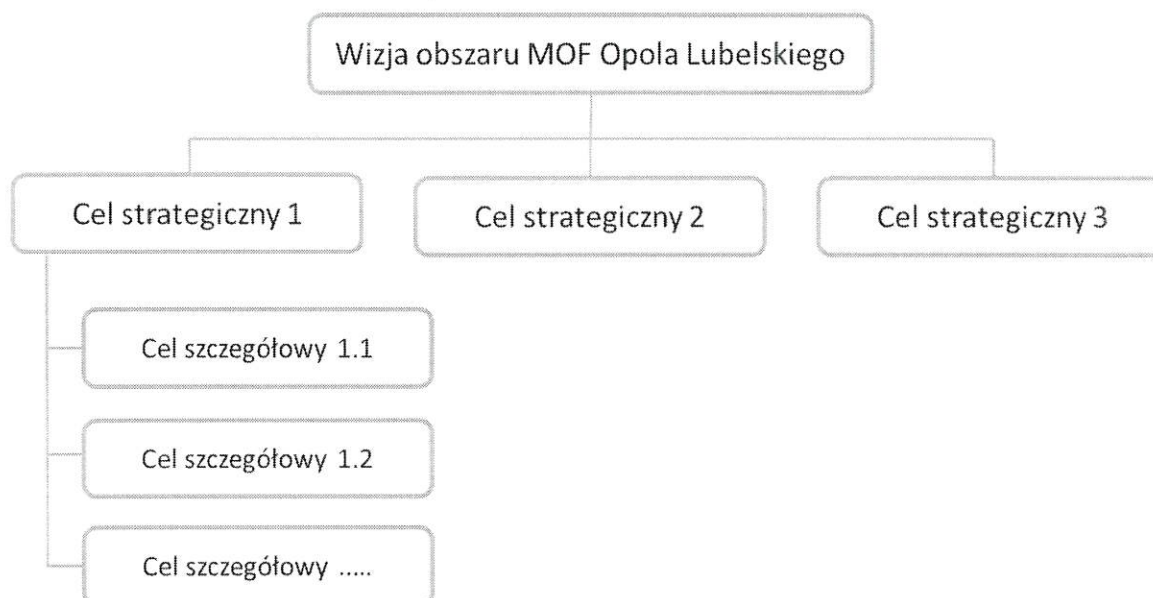 Wizja obszaru MOF Opola Lubelskiego
Cel strategiczny 1
Cel strategiczny 2
Cel strategiczny 3
Cel szczegółowy 1.1
Cel szczegółowy 1.2
Cel szczegółowy .....